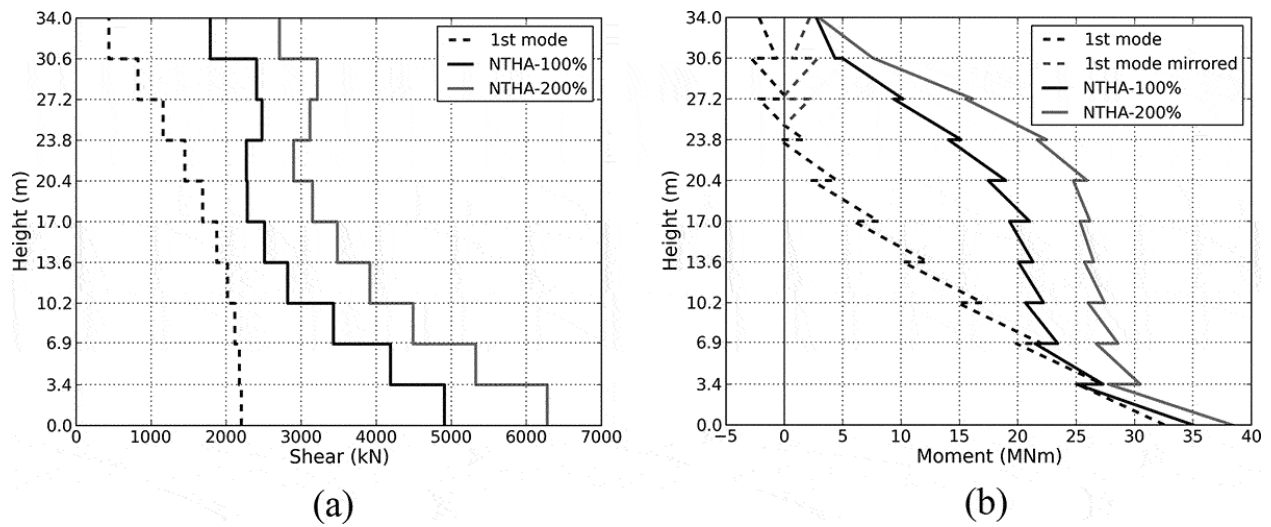 34.0
30.6
27.2
23.8
20.4
17.0
13.6
10.2
6.9
3.4
0.0
Height (m)
1st mode
NTHA-100%
NTHA-200%
0 1000 2000 3000 4000 5000 6000 7000
Shear (kN)
(a)
34.0
30.6
27.2
23.8
20.4
17.0
13.6
10.2
6.9
3.4
0.0
Height (m)
1st mode
1st mode mirrored
NTHA-100%
NTHA-200%
−5 0 5 10 15 20 25 30 35 40
Moment (MNm)
(b)